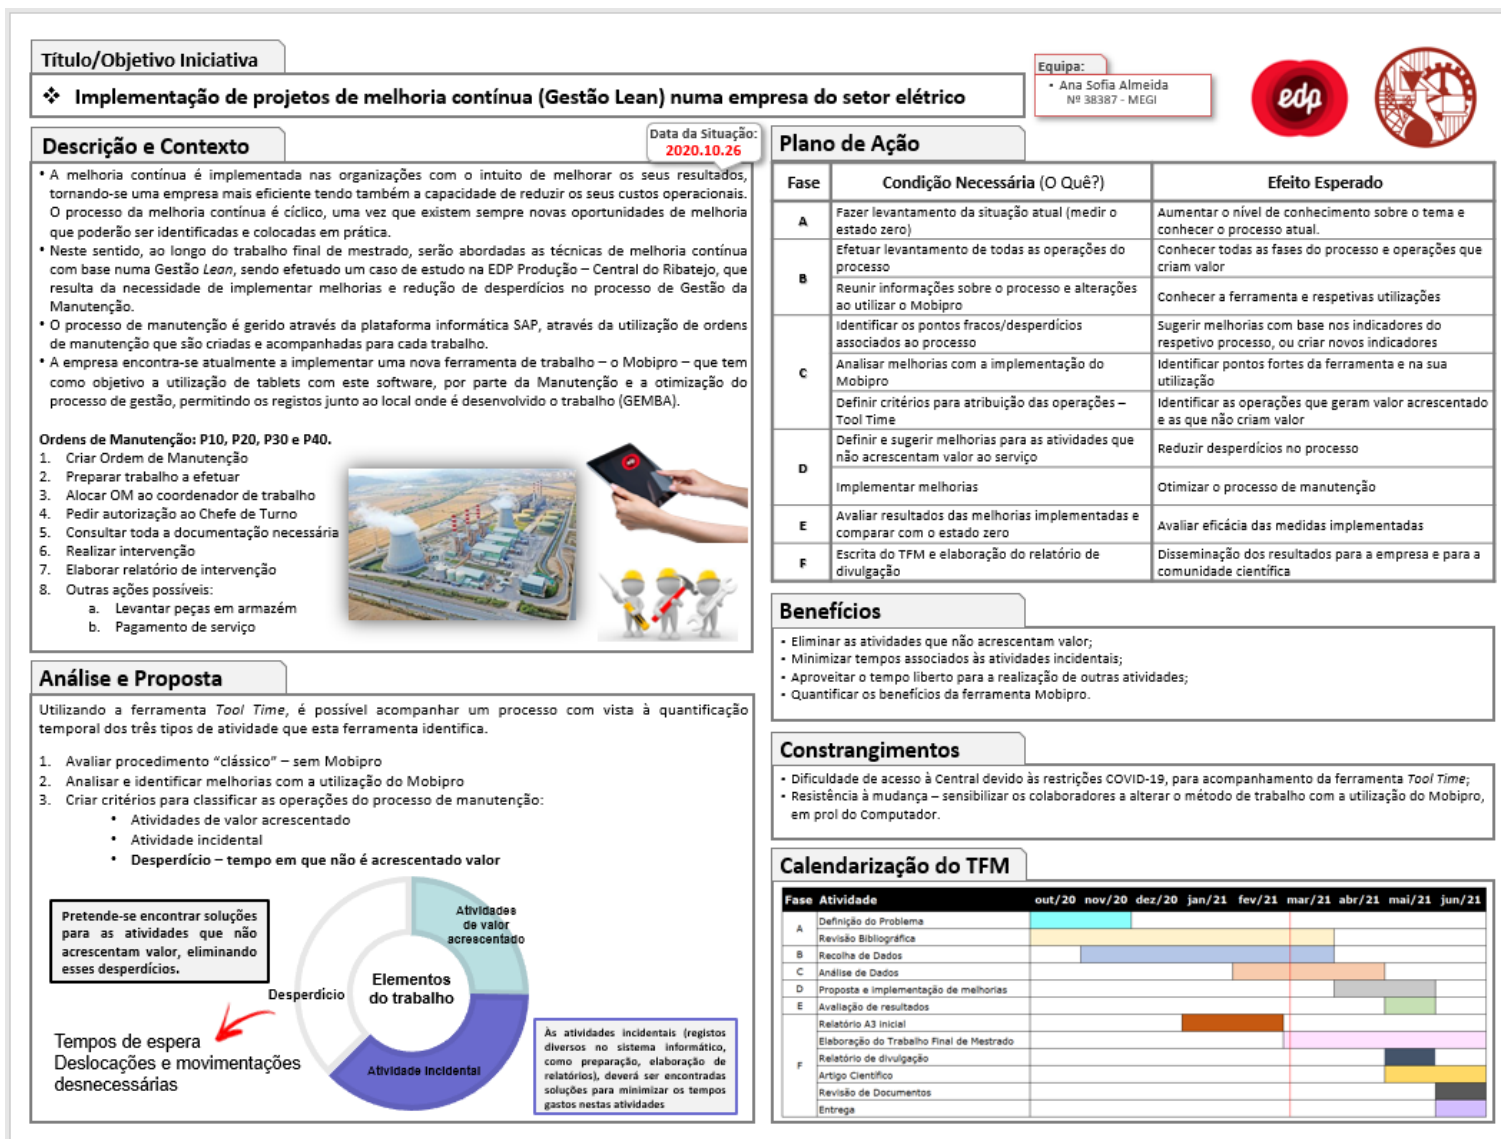 Título/Objetivo Iniciativa
❖ Implementação de projetos de melhoria contínua (Gestão Lean) numa empresa do setor elétrico
Equipa:
• Ana Sofia Almeida
Nº 38387 - MEGI
edp
Descrição e Contexto
Data da Situação:
2020.10.26
• A melhoria contínua é implementada nas organizações com o intuito de melhorar os seus resultados,
tornando-se uma empresa mais eficiente tendo também a capacidade de reduzir os seus custos operacionais.
O processo da melhoria contínua é cíclico, uma vez que existem sempre novas oportunidades de melhoria
que poderão ser identificadas e colocadas em prática.
• Neste sentido, ao longo do trabalho final de mestrado, serão abordadas as técnicas de melhoria contínua
com base numa Gestão Lean, sendo efetuado um caso de estudo na EDP Produção – Central do Ribatejo, que
resulta da necessidade de implementar melhorias e redução de desperdícios no processo de Gestão da
Manutenção.
• O processo de manutenção é gerido através da plataforma informática SAP, através da utilização de ordens
de manutenção que são criadas e acompanhadas para cada trabalho.
• A empresa encontra-se atualmente a implementar uma nova ferramenta de trabalho – o Mobipro – que tem
como objetivo a utilização de tablets com este software, por parte da Manutenção e a otimização do
processo de gestão, permitindo os registos junto ao local onde é desenvolvido o trabalho (GEMBA).
Ordens de Manutenção: P10, P20, P30 e P40.
1. Criar Ordem de Manutenção
2. Preparar trabalho a efetuar
3. Alocar OM ao coordenador de trabalho
4. Pedir autorização ao Chefe de Turno
5. Consultar toda a documentação necessária
6. Realizar intervenção
7. Elaborar relatório de intervenção
8. Outras ações possíveis:
a. Levantar peças em armazém
b. Pagamento de serviço
Análise e Proposta
Utilizando a ferramenta Tool Time, é possível acompanhar um processo com vista à quantificação
temporal dos três tipos de atividade que esta ferramenta identifica.
1. Avaliar procedimento “clássico” – sem Mobipro
2. Analisar e identificar melhorias com a utilização do Mobipro
3. Criar critérios para classificar as operações do processo de manutenção:
• Atividades de valor acrescentado
• Atividade incidental
• Desperdício – tempo em que não é acrescentado valor
Pretende-se encontrar soluções
para as atividades que não
acrescentam valor, eliminando
esses desperdícios.
Atividades
de valor
acrescentado
Elementos
do trabalho
Desperdício
Atividade Incidental
Tempos de espera
Deslocações e movimentações
desnecessárias
Às atividades incidentais (registos
diversos no sistema informático,
como preparação, elaboração de
relatórios), deverá ser encontradas
soluções para minimizar os tempos
gastos nestas atividades
Plano de Ação
Fase Condição Necessária (O Quê?) Efeito Esperado
A
Fazer levantamento da situação atual (medir o
estado zero)
Aumentar o nível de conhecimento sobre o tema e
conhecer o processo atual.
B
Efetuar levantamento de todas as operações do
processo
Conhecer todas as fases do processo e operações que
criam valor
Reunir informações sobre o processo e alterações
ao utilizar o Mobipro
Conhecer a ferramenta e respetivas utilizações
C
Identificar os pontos fracos/desperdícios
associados ao processo
Sugerir melhorias com base nos indicadores do
respetivo processo, ou criar novos indicadores
Analisar melhorias com a implementação do
Mobipro
Identificar pontos fortes da ferramenta e na sua
utilização
Definir critérios para atribuição das operações –
Tool Time
Identificar as operações que geram valor acrescentado
e as que não criam valor
D
Definir e sugerir melhorias para as atividades que
não acrescentam valor ao serviço
Reduzir desperdícios no processo
Implementar melhorias
Otimizar o processo de manutenção
E
Avaliar resultados das melhorias implementadas e
comparar com o estado zero
Avaliar eficácia das medidas implementadas
F
Escrita do TFM e elaboração do relatório de
divulgação
Disseminação dos resultados para a empresa e para a
comunidade científica
Benefícios
• Eliminar as atividades que não acrescentam valor;
• Minimizar tempos associados às atividades incidentais;
• Aproveitar o tempo liberto para a realização de outras atividades;
• Quantificar os benefícios da ferramenta Mobipro.
Constrangimentos
• Dificuldade de acesso à Central devido às restrições COVID-19, para acompanhamento da ferramenta Tool Time;
• Resistência à mudança – sensibilizar os colaboradores a alterar o método de trabalho com a utilização do Mobipro,
em prol do Computador.
Calendarização do TFM
Fase Atividade out/20 nov/20 dez/20 jan/21 fev/21 mar/21 abr/21 mai/21 jun/21
A
Definição do Problema
Revisão Bibliográfica
B Recolha de Dados
C Análise de Dados
D Proposta e implementação de melhorias
E Avaliação de resultados
F
Relatório A3 inicial
Elaboração do Trabalho Final de Mestrado
Relatório de divulgação
Artigo Científico
Revisão de Documentos
Entrega